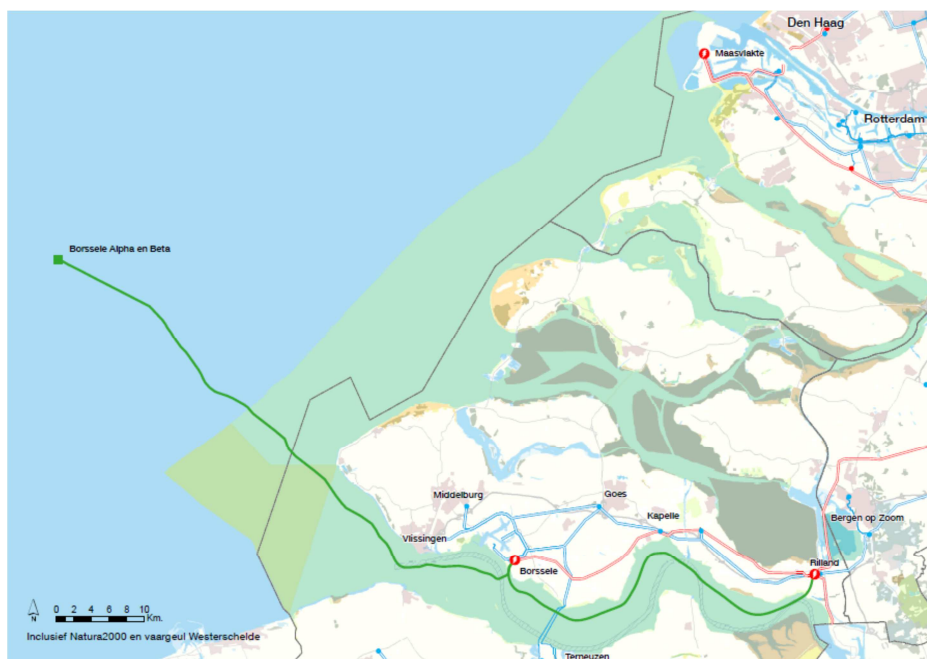 Den Haag
Maasvlakte
Rotterdam
Borssele Alpha en Beta
Middelburg
Goes
Kapelle
Bergen op Zoom
Vlissingen
Borssele
Rilland
N
0 2 4 6 8 10
Km.
Inclusief Natura2000 en vaargeul Westerschelde
Terneuzen